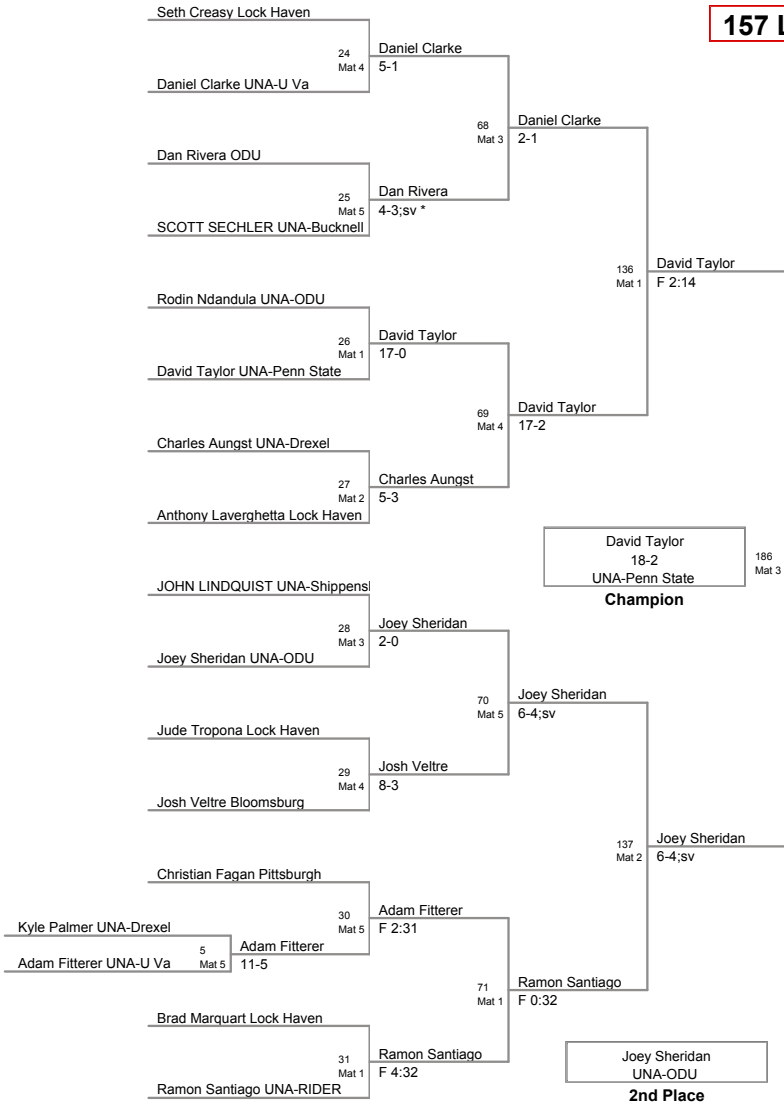 157 L
Seth Creasy Lock Haven
24
Mat 4
Daniel Clarke
5-1
Daniel Clarke UNA-U Va
68
Mat 3
Daniel Clarke
2-1
Dan Rivera ODU
25
Mat 5
Dan Rivera
4-3;sv *
SCOTT SECHLER UNA-Bucknell
136
Mat 1
David Taylor
F 2:14
Rodin Ndandula UNA-ODU
26
Mat 1
David Taylor
17-0
David Taylor UNA-Penn State
69
Mat 4
David Taylor
17-2
Charles Aungst UNA-Drexel
27
Mat 2
Charles Aungst
5-3
Anthony Laverghetta Lock Haven
David Taylor
18-2
UNA-Penn State
186
Mat 3
Champion
JOHN LINDQUIST UNA-Shippens
28
Mat 3
Joey Sheridan
2-0
Joey Sheridan UNA-ODU
70
Mat 5
Joey Sheridan
6-4;sv
Jude Tropona Lock Haven
29
Mat 4
Josh Veltre
8-3
Josh Veltre Bloomsburg
137
Mat 2
Joey Sheridan
6-4;sv
Christian Fagan Pittsburgh
30
Mat 5
Adam Fitterer
F 2:31
Kyle Palmer UNA-Drexel
5
Mat 5
Adam Fitterer
11-5
Adam Fitterer UNA-U Va
71
Mat 1
Ramon Santiago
F 0:32
Brad Marquart Lock Haven
31
Mat 1
Ramon Santiago
F 4:32
Ramon Santiago UNA-RIDER
Joey Sheridan
UNA-ODU
2nd Place